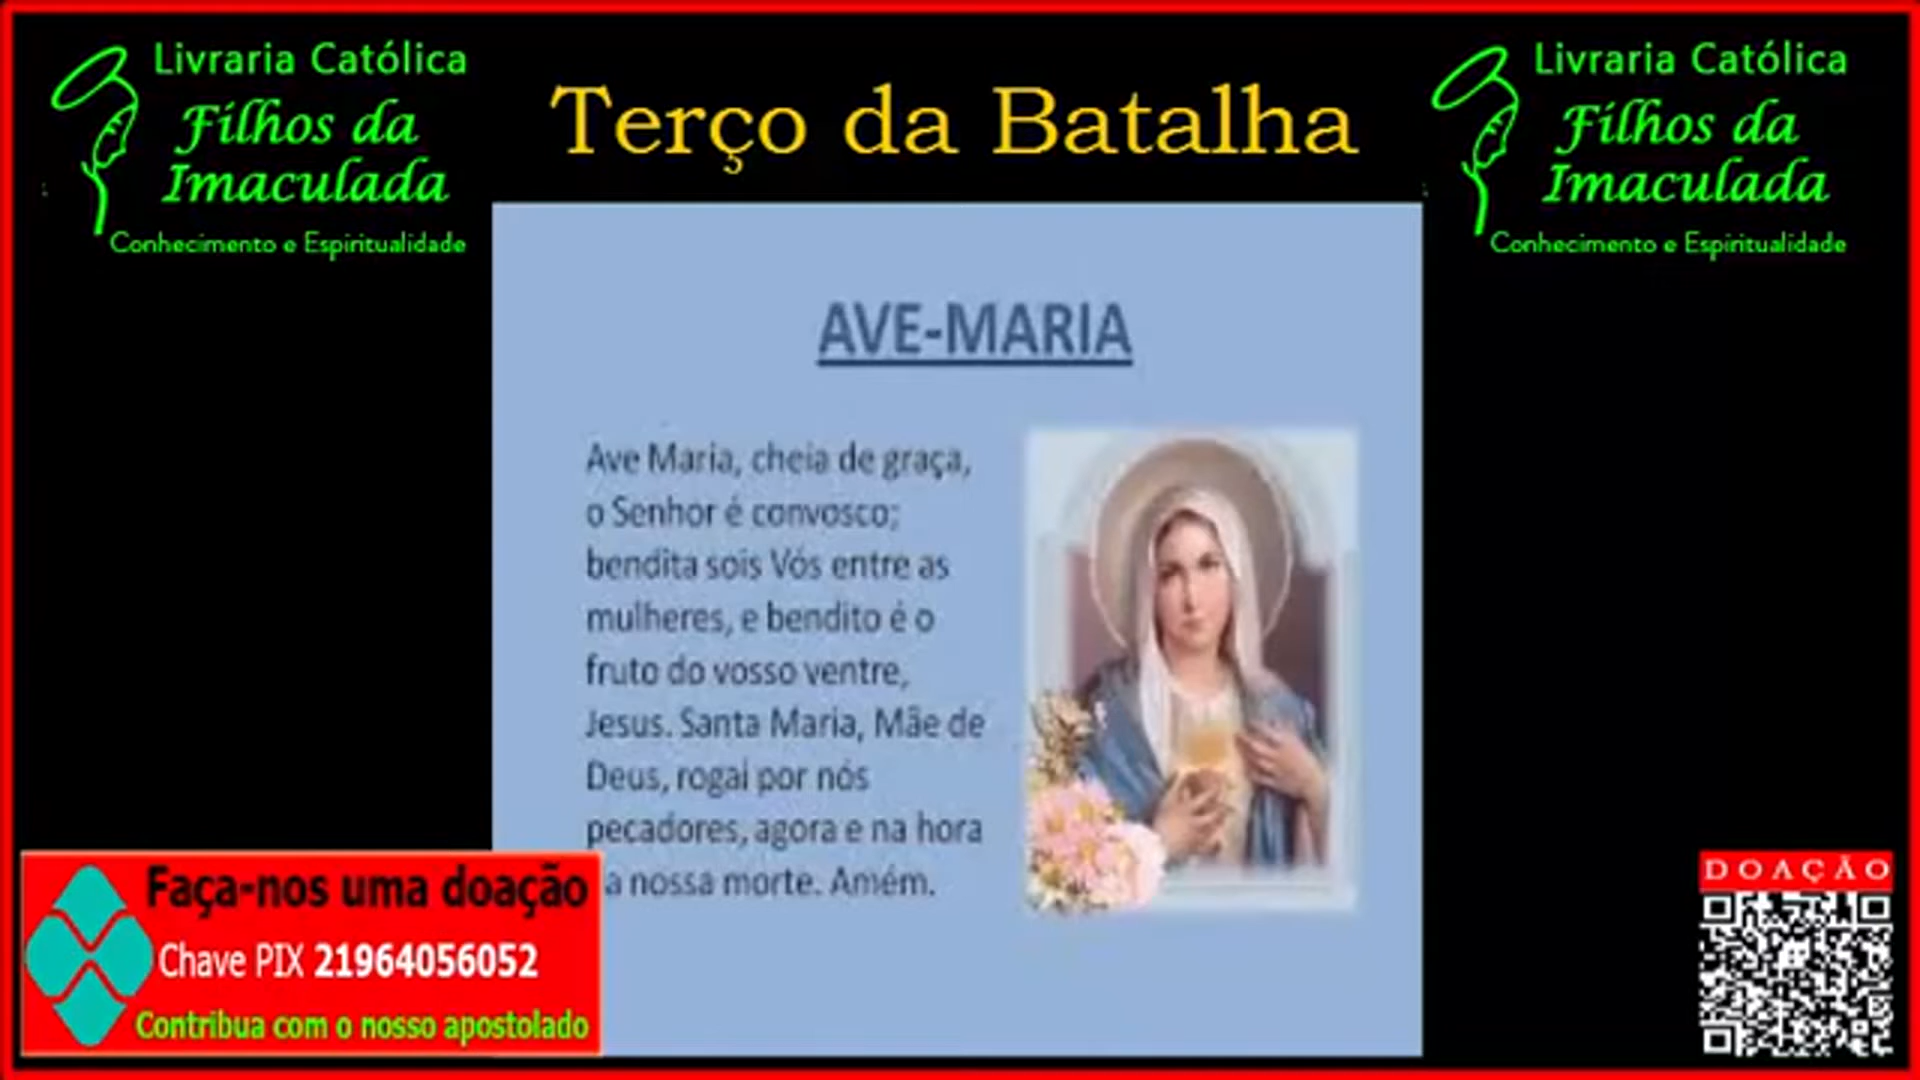 Livraria Católica
Filhos da
Imaculada
Conhecimento e Espiritualidade
Terço da Batalha
Livraria Católica
Filhos da
Imaculada
Conhecimento e Espiritualidade
AVE-MARIA
Ave Maria, cheia de graça,
o Senhor é convosco;
bendita sois Vós entre as
mulheres, e bendito é o
fruto do vosso ventre,
Jesus. Santa Maria, Mãe de
Deus, rogai por nós
pecadores, agora e na hora
a nossa morte. Amém.
Faça-nos uma doação
Chave PIX 21964056052
Contribua com o nosso apostolado
DOAÇÃO